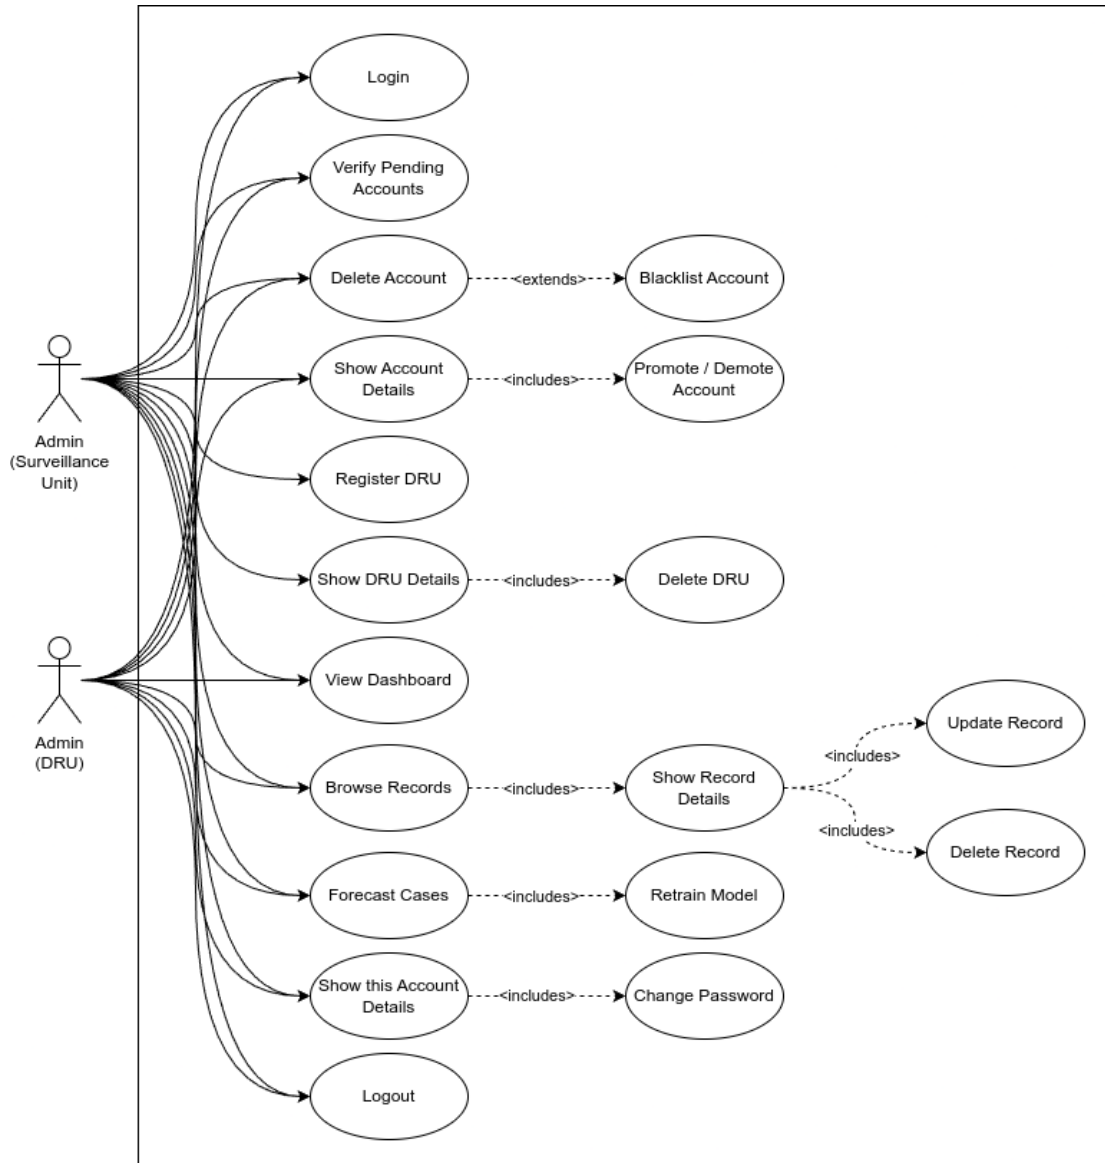 Login
Verify Pending
Accounts
Delete Account
<extends>
Blacklist Account
Admin
(Surveillance
Unit)
Show Account
Details
<includes>
Promote / Demote
Account
Register DRU
Show DRU Details
<includes>
Delete DRU
Admin
(DRU)
View Dashboard
Browse Records
<includes>
Show Record
Details
<includes>
Update Record
<includes>
Delete Record
Forecast Cases
<includes>
Retrain Model
Show this Account
Details
<includes>
Change Password
Logout